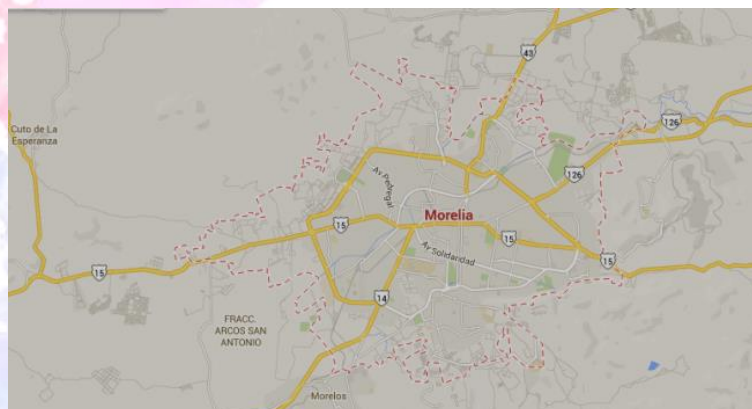 43
Cuto de La
Esperanza
126
126
Av Pedregal
Morelia
15
15
Av Solidaridad
15
15
14
FRACC.
ARCOS SAN
ANTONIO
Morelos